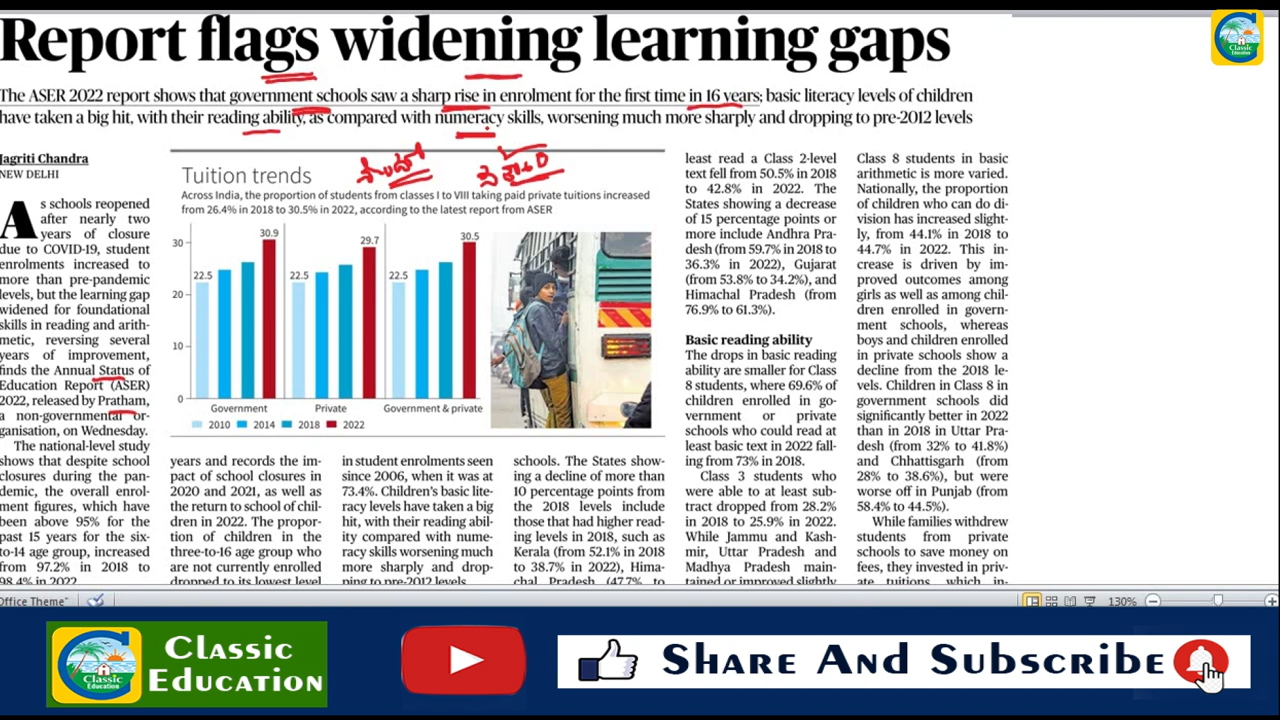 Report flags widening learning gaps
The ASER 2022 report shows that government schools saw a sharp rise in enrolment for the first time in 16 years; basic literacy levels of children
have taken a big hit, with their reading ability, as compared with numeracy skills, worsening much more sharply and dropping to pre-2012 levels
Jagriti Chandra
NEW DELHI
As schools reopened
after nearly two
years of closure
due to COVID-19, student
enrolments increased to
more than pre-pandemic
levels, but the learning gap
widened for foundational
skills in reading and arith-
metic, reversing several
years of improvement,
finds the Annual Status of
Education Report (ASER)
2022, released by Pratham,
a non-governmental or-
ganisation, on Wednesday.
The national-level study
shows that despite school
closures during the pan-
demic, the overall enrol-
ment figures, which have
been above 95% for the
past 15 years for the six-
to-14 age group, increased
from 97.2% in 2018 to
98.4% in 2022
Tuition trends
Across India, the proportion of students from classes I to VIII taking paid private tuitions increased
from 26.4% in 2018 to 30.5% in 2022, according to the latest report from ASER
30
20
10
0
22.5
30.9
22.5
29.7
22.5
30.5
Government
Private
Government & private
2010 2014 2018 2022
years and records the im-
pact of school closures in
2020 and 2021, as well as
the return to school of chil-
dren in 2022. The propor-
tion of children in the
three-to-16 age group who
are not currently enrolled
dropped to its lowest level
in student enrolments seen
since 2006, when it was at
73.4%. Children's basic lite-
racy levels have taken a big
hit, with their reading abil-
ity compared with nume-
racy skills worsening much
more sharply and drop-
ping to pre-2012 levels
schools. The States show-
ing a decline of more than
10 percentage points from
the 2018 levels include
those that had higher read-
ing levels in 2018, such as
Kerala (from 52.1% in 2018
to 38.7% in 2022), Hima-
chal Pradesh (47.7% to
least read a Class 2-level
text fell from 50.5% in 2018
to 42.8% in 2022. The
States showing a decrease
of 15 percentage points or
more include Andhra Pra-
desh (from 59.7% in 2018 to
36.3% in 2022), Gujarat
(from 53.8% to 34.2%), and
Himachal Pradesh (from
76.9% to 61.3%).
Basic reading ability
The drops in basic reading
ability are smaller for Class
8 students, where 69.6% of
children enrolled in go-
vernment or private
schools who could read at
least basic text in 2022 fall-
ing from 73% in 2018.
Class 3 students who
were able to at least sub-
tract dropped from 28.2%
in 2018 to 25.9% in 2022.
While Jammu and Kash-
mir, Uttar Pradesh and
Madhya Pradesh main-
tained or improved slightly
Class 8 students in basic
arithmetic is more varied.
Nationally, the proportion
of children who can do di-
vision has increased slight-
ly, from 44.1% in 2018 to
44.7% in 2022. This in-
crease is driven by im-
proved outcomes among
girls as well as among chil-
dren enrolled in govern-
ment schools, whereas
boys and children enrolled
in private schools show a
decline from the 2018 le-
vels. Children in Class 8 in
government schools did
significantly better in 2022
than in 2018 in Uttar Pra-
desh (from 32% to 41.8%)
and Chhattisgarh (from
28% to 38.6%), but were
worse off in Punjab (from
58.4% to 44.5%).
While families withdrew
students from private
schools to save money on
fees, they invested in priv-
ate tuitions, which in-
Classic
Education
Office Theme"
130%
Classic
Education
Classic
Education
Share And Subscribe